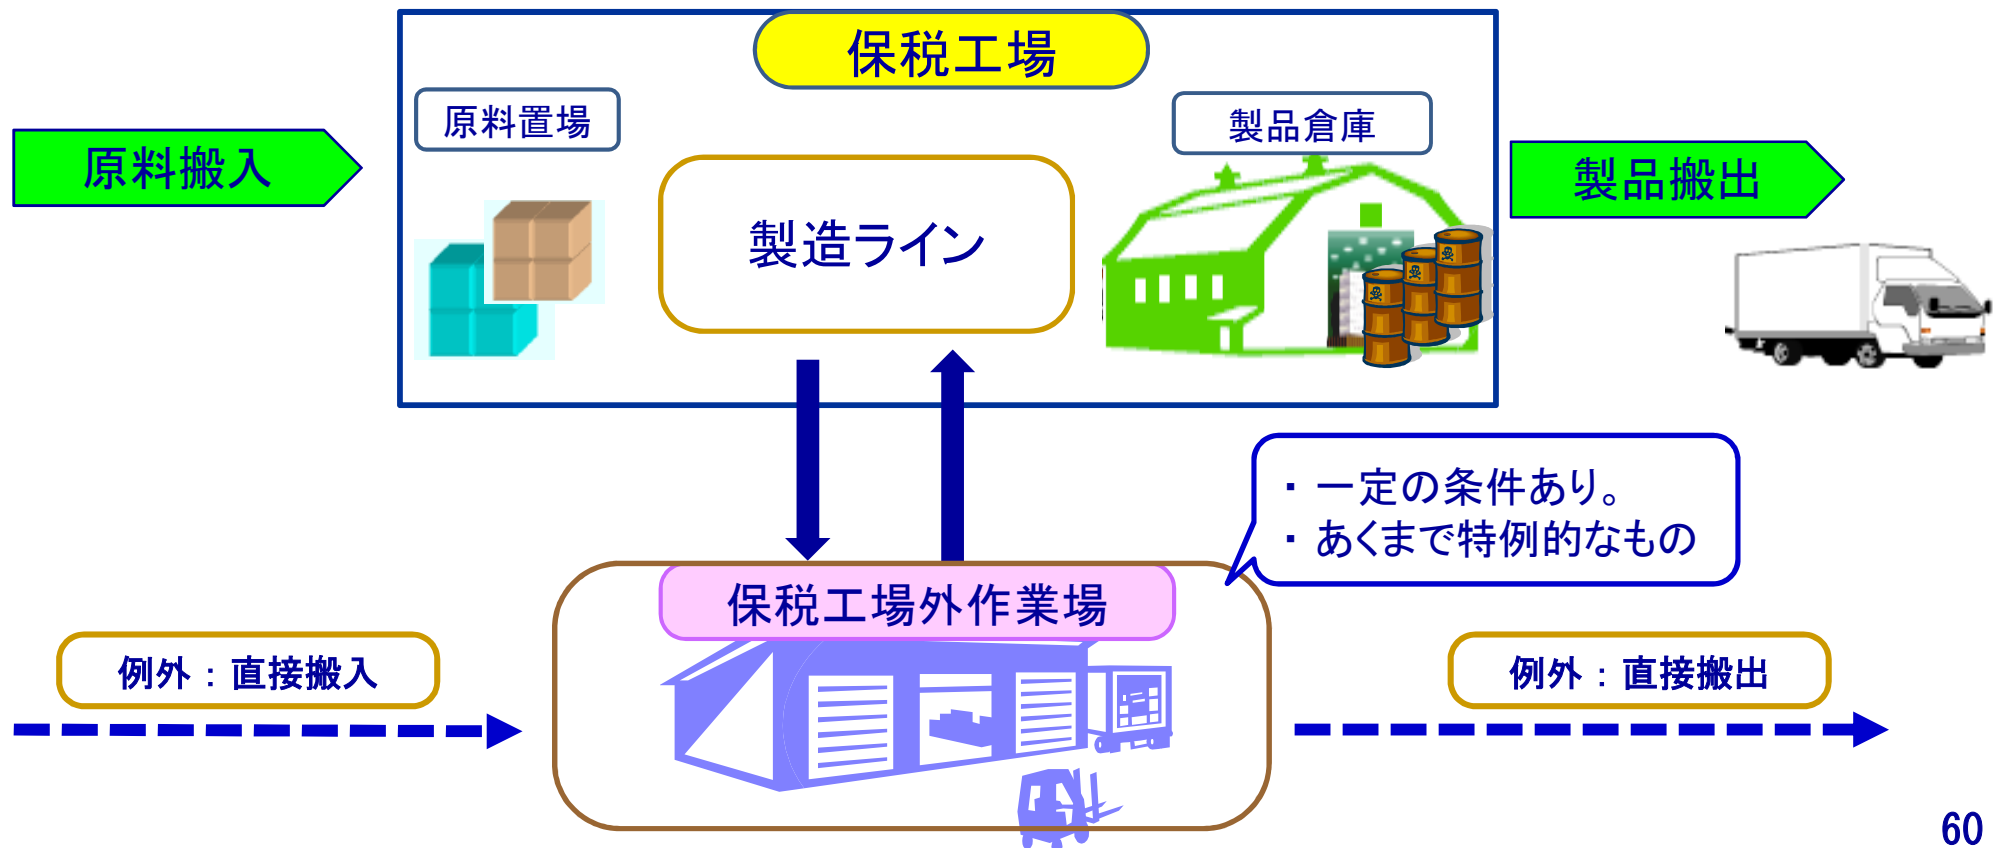 保税工場
原料置場
製品倉庫
原料搬入
製造ライン
製品搬出
・ 一定の条件あり。
・ あくまで特例的なもの
保税工場外作業場
例外：直接搬入
例外：直接搬出
60